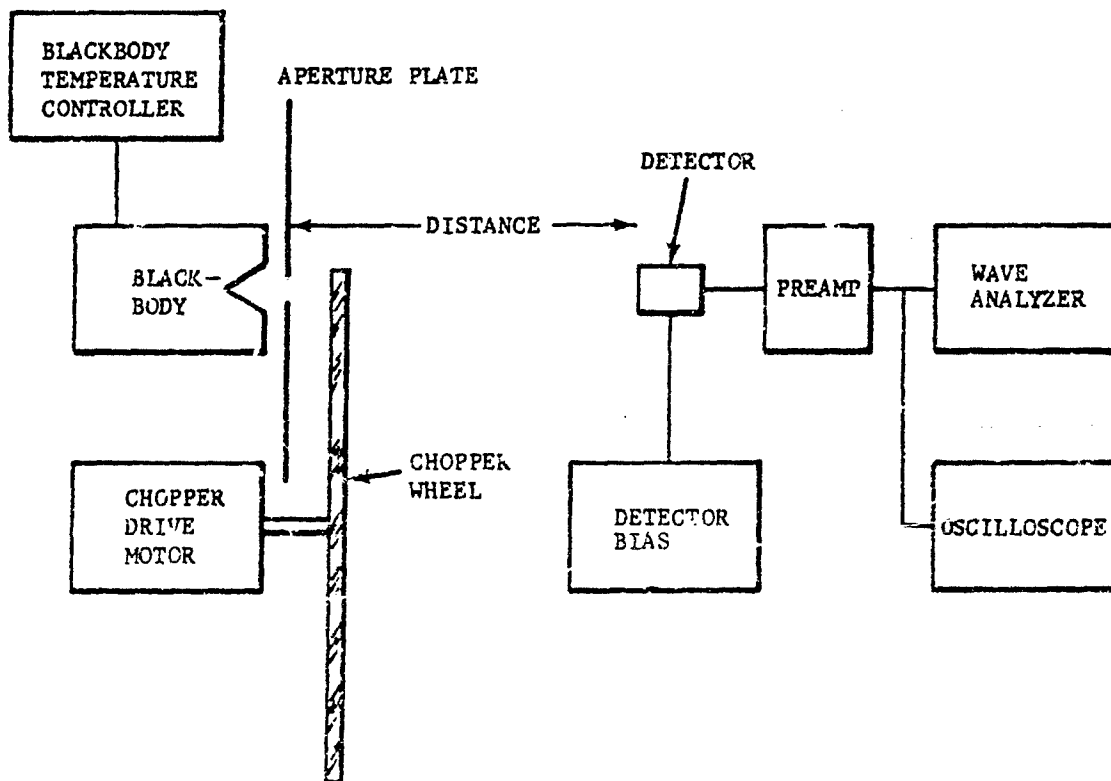 BLACKBODY
TEMPERATURE
CONTROLLER
APERTURE PLATE
DETECTOR
DISTANCE
BLACK-
BODY
PREAMP
WAVE
ANALYZER
CHOPPER
WHEEL
CHOPPER
DRIVE
MOTOR
DETECTOR
BIAS
OSCILLOSCOPE